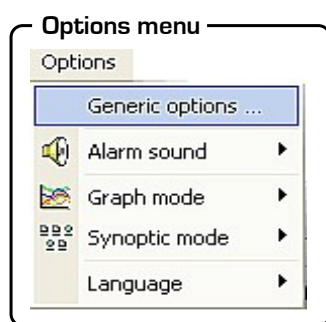 Options menu
Options
Generic options ...
Alarm sound
Graph mode
Synoptic mode
Language